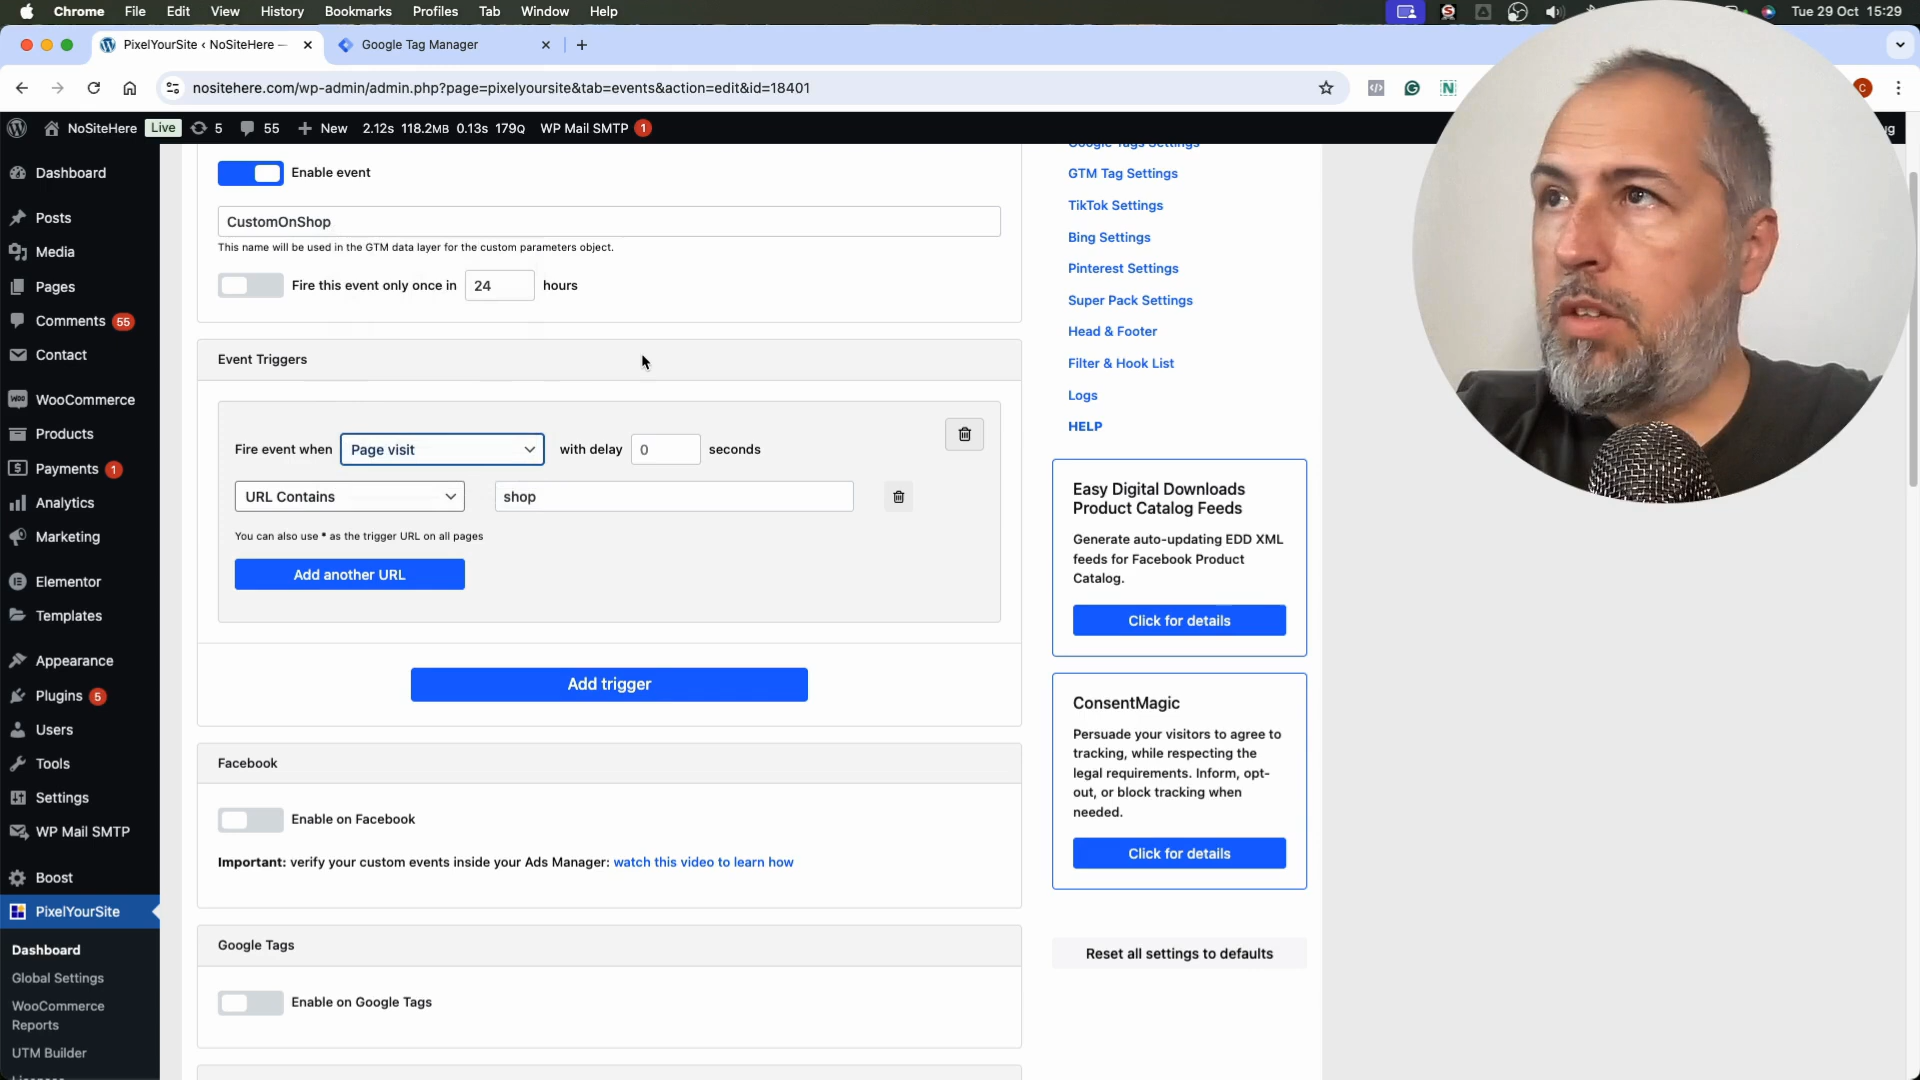 Chrome File Edit View History Bookmarks Profiles Tab Window Help Tue 29 Oct 15:29
PixelYourSite ‹ NoSiteHere — Google Tag Manager
nositehere.com/wp-admin/admin.php?page=pixelyoursite&tab=events&action=edit&id=18401
NoSiteHere Live 5 55 New 2.12s 118.2MB 0.13s 179Q WP Mail SMTP 1
Dashboard
Posts
Media
Pages
Comments 55
Contact
WooCommerce
Products
Payments 1
Analytics
Marketing
Elementor
Templates
Appearance
Plugins 5
Users
Tools
Settings
WP Mail SMTP
Boost
PixelYourSite
Dashboard
Global Settings
WooCommerce
Reports
UTM Builder
Enable event
CustomOnShop
This name will be used in the GTM data layer for the custom parameters object.
Fire this event only once in 24 hours
Event Triggers
Fire event when Page visit with delay 0 seconds
URL Contains shop
You can also use * as the trigger URL on all pages
Add another URL
Add trigger
Facebook
Enable on Facebook
Important: verify your custom events inside your Ads Manager: watch this video to learn how
Google Tags
Enable on Google Tags
Google Tags Settings
GTM Tag Settings
TikTok Settings
Bing Settings
Pinterest Settings
Super Pack Settings
Head & Footer
Filter & Hook List
Logs
HELP
Easy Digital Downloads
Product Catalog Feeds
Generate auto-updating EDD XML
feeds for Facebook Product
Catalog.
Click for details
ConsentMagic
Persuade your visitors to agree to
tracking, while respecting the
legal requirements. Inform, opt-
out, or block tracking when
needed.
Click for details
Reset all settings to defaults